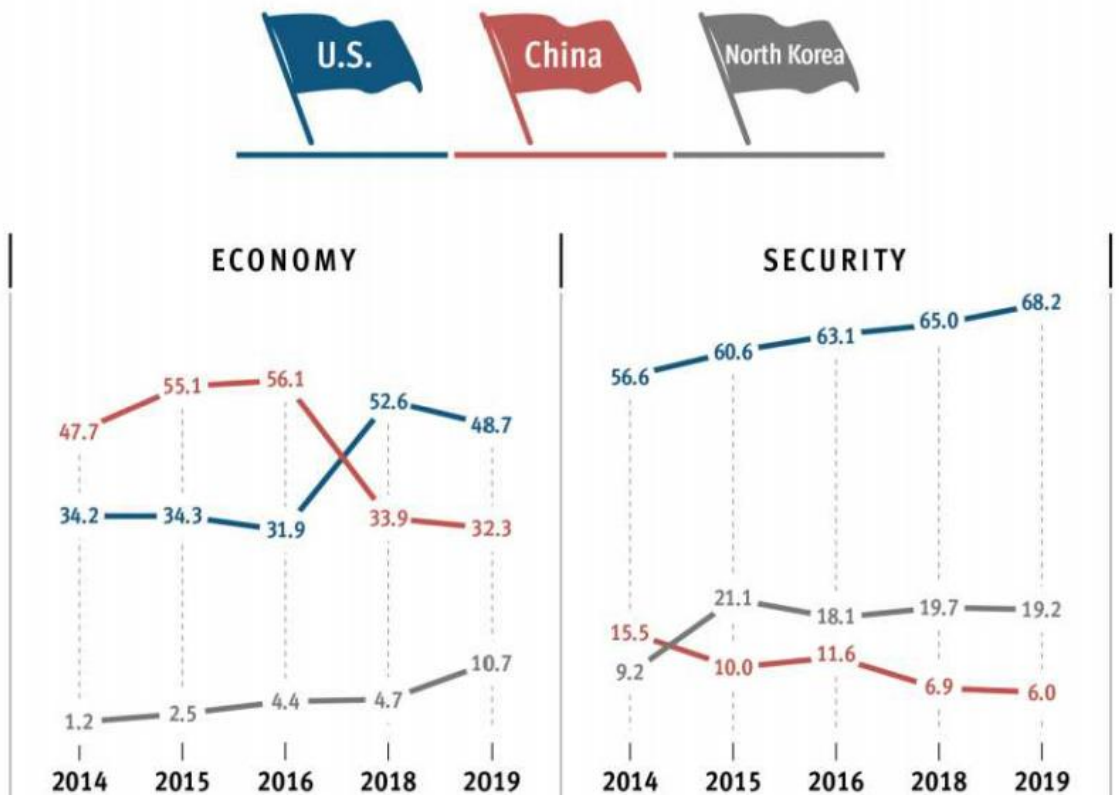 U.S. China North Korea
ECONOMY
47.7 55.1 56.1 33.9 32.3
34.2 34.3 31.9 52.6 48.7
1.2 2.5 4.4 4.7 10.7
2014 2015 2016 2018 2019
SECURITY
56.6 60.6 63.1 65.0 68.2
9.2 21.1 18.1 19.7 19.2
15.5 10.0 11.6 6.9 6.0
2014 2015 2016 2018 2019